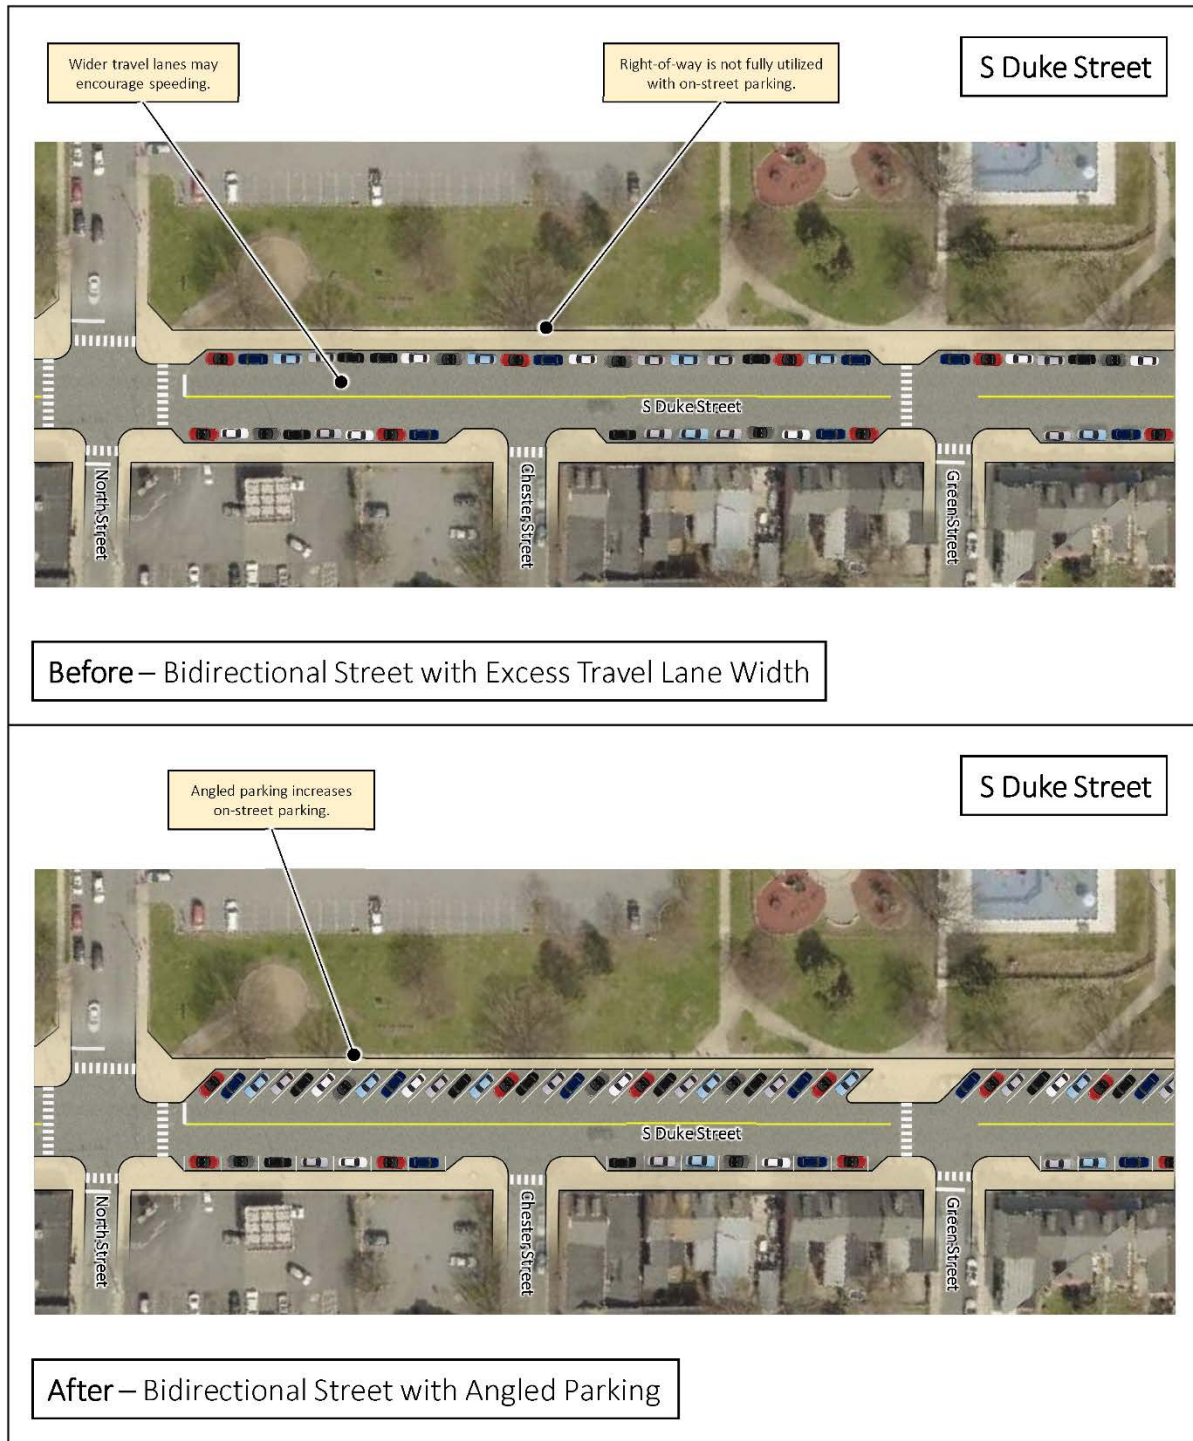 Wider travel lanes may
encourage speeding.
Right-of-way is not fully utilized
with on-street parking.
S Duke Street
S Duke Street
North Street
Chester Street
Green Street
Before – Bidirectional Street with Excess Travel Lane Width
S Duke Street
Angled parking increases
on-street parking.
S Duke Street
North Street
Chester Street
Green Street
After – Bidirectional Street with Angled Parking